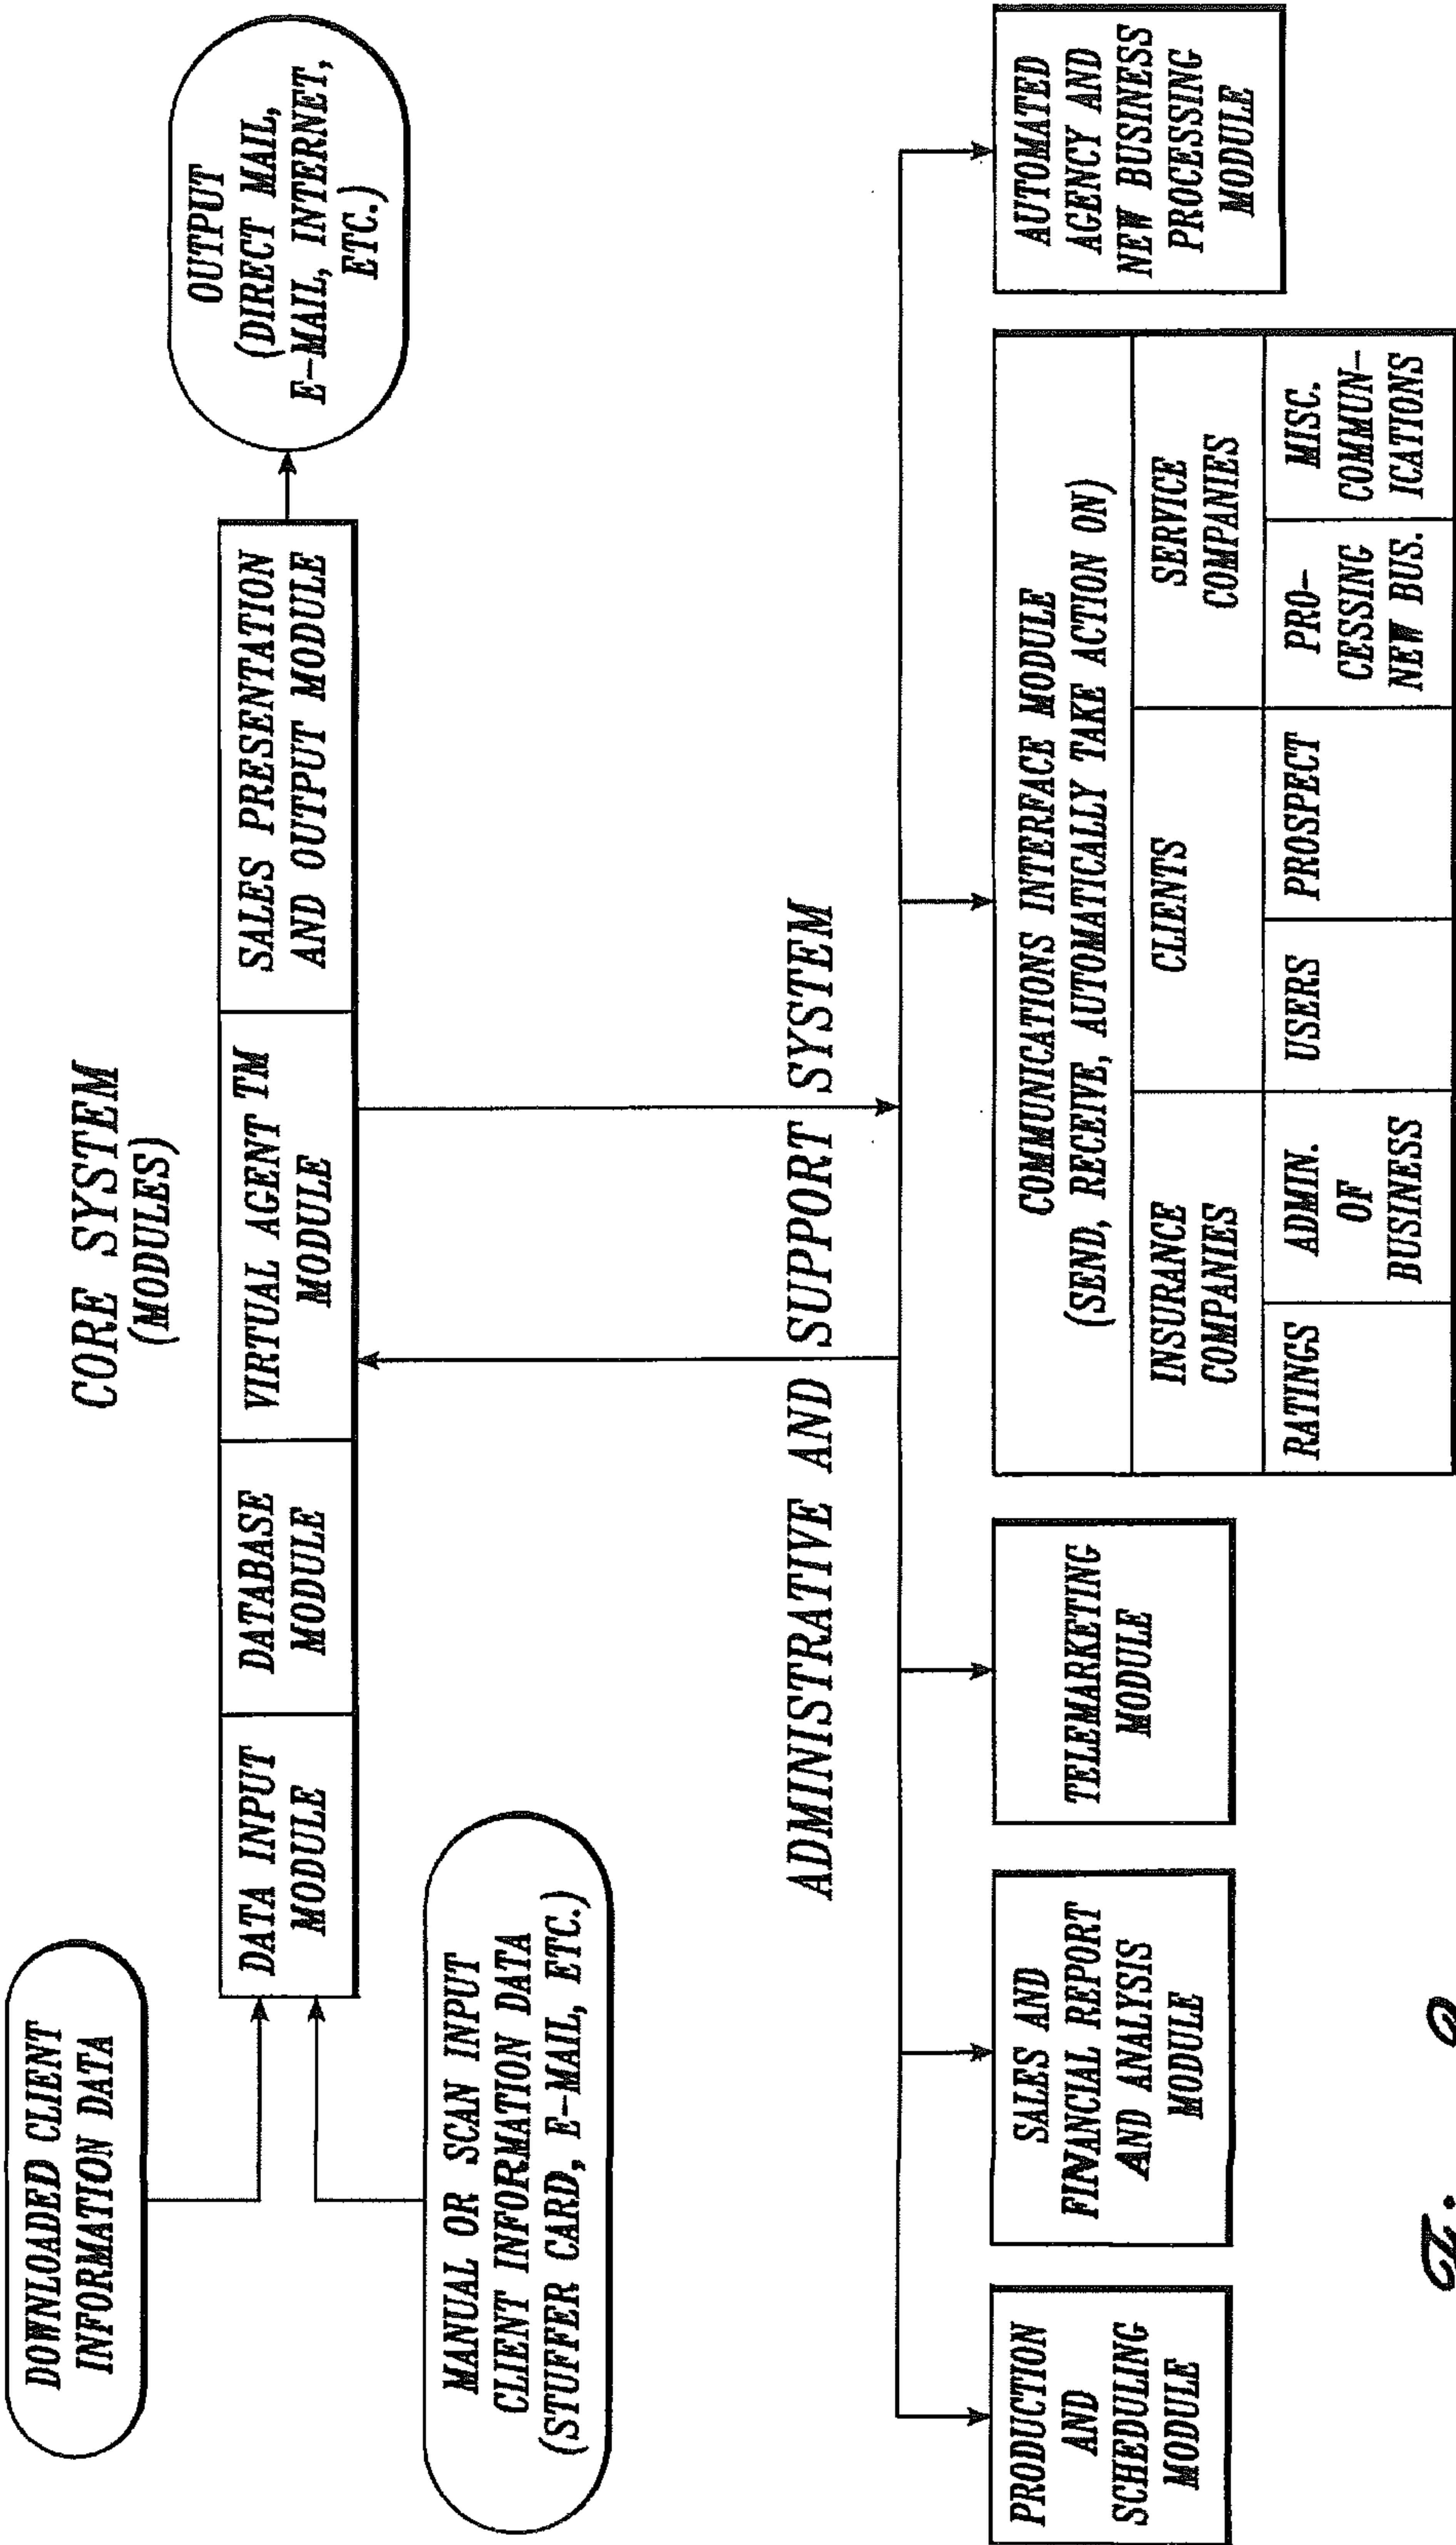 CORE SYSTEM
(MODULES)
DOWNLOADED CLIENT
INFORMATION DATA
DATA INPUT
MODULE
DATABASE
MODULE
VIRTUAL AGENT TM
MODULE
SALES PRESENTATION
AND OUTPUT MODULE
OUTPUT
(DIRECT MAIL,
E-MAIL, INTERNET,
ETC.)
MANUAL OR SCAN INPUT
CLIENT INFORMATION DATA
(STUFFER CARD, E-MAIL, ETC.)
ADMINISTRATIVE AND SUPPORT SYSTEM
PRODUCTION
AND
SCHEDULING
MODULE
SALES AND
FINANCIAL REPORT
AND ANALYSIS
MODULE
TELEMARKETING
MODULE
COMMUNICATIONS INTERFACE MODULE
(SEND, RECEIVE, AUTOMATICALLY TAKE ACTION ON)
INSURANCE
COMPANIES
CLIENTS
SERVICE
COMPANIES
RATINGS
ADMIN.
OF
BUSINESS
USERS
PROSPECT
PRO-
CESSING
NEW BUS.
MISC.
COMMUN-
ICATIONS
AUTOMATED
AGENCY AND
NEW BUSINESS
PROCESSING
MODULE